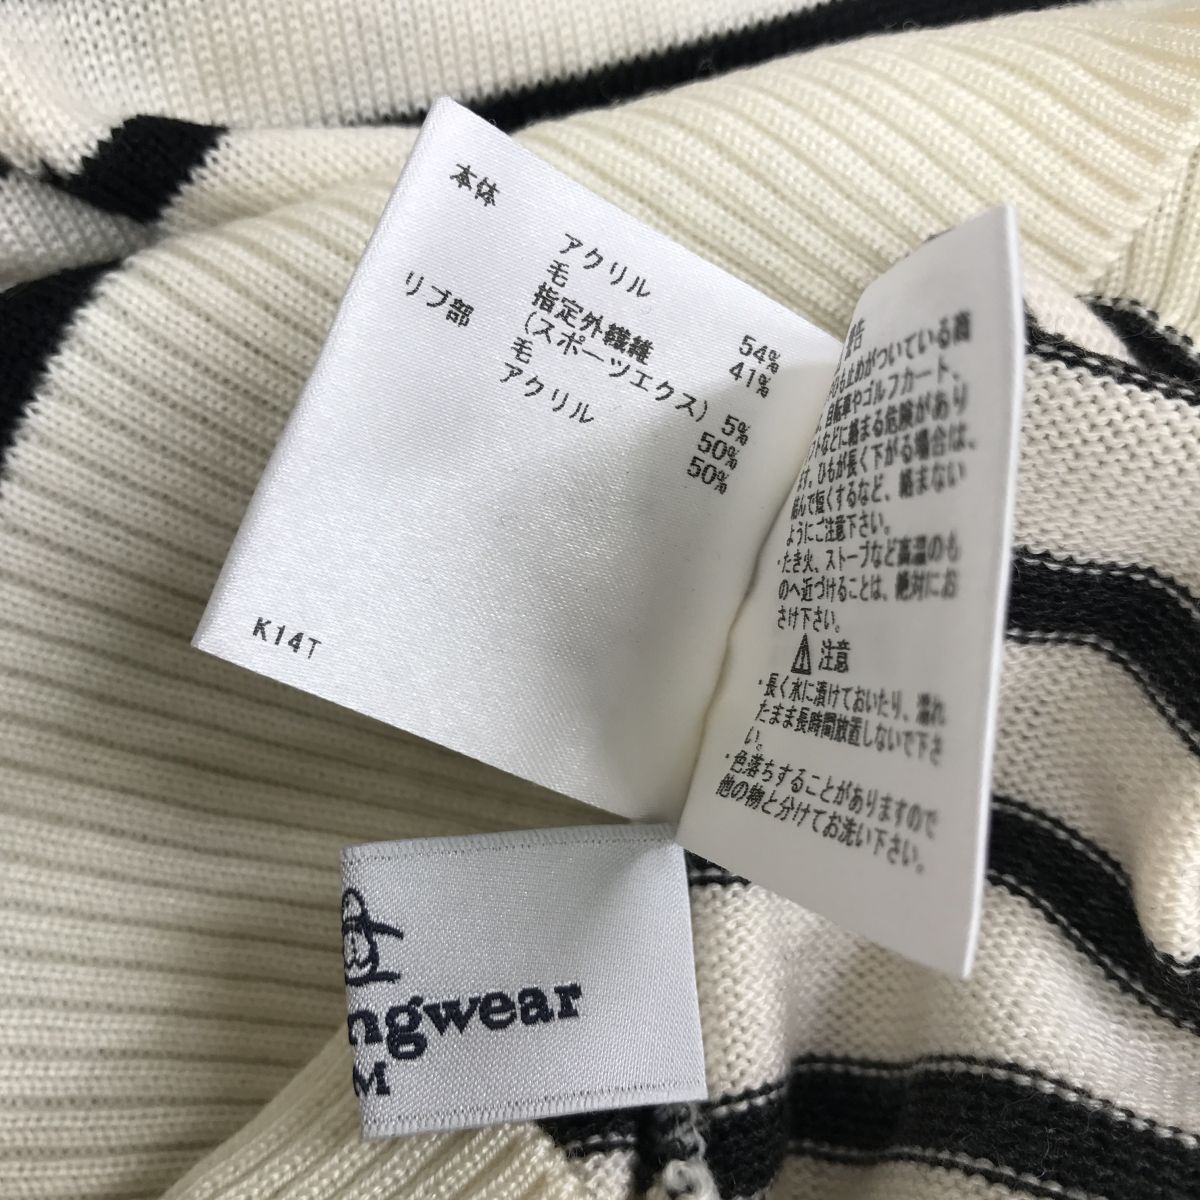 本体
アクリル 54%
毛 41%
指定外繊維
(スポーツエクス) 5%
リブ部 毛 50%
アクリル 50%
K14T
告
も止めがついている商
自転車やゴルフカート、
トなどに絡まる危険があり
ます。ひもが長く下がる場合は、
結んで短くするなど、絡まない
ようにご注意下さい。
・たき火、ストーブなど高温のも
のへ近づけることは、絶対にお
さけ下さい。
⚠ 注意
・長く水に漬けておいたり、濡れ
たまま長時間放置しないで下さ
い。
・色落ちすることがありますので
他の物と分けてお洗い下さい。
ngwear
M